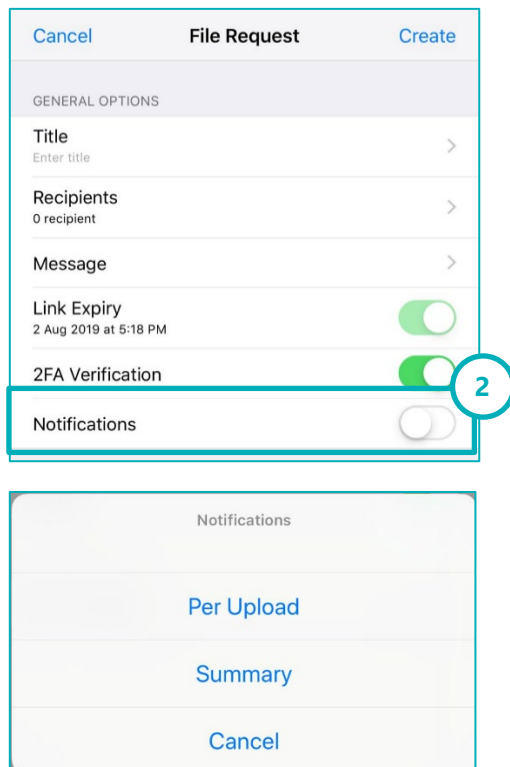 Cancel File Request Create
GENERAL OPTIONS
Title
Enter title
Recipients
0 recipient
Message
Link Expiry
2 Aug 2019 at 5:18 PM
2FA Verification
2
Notifications
Notifications
Per Upload
Summary
Cancel